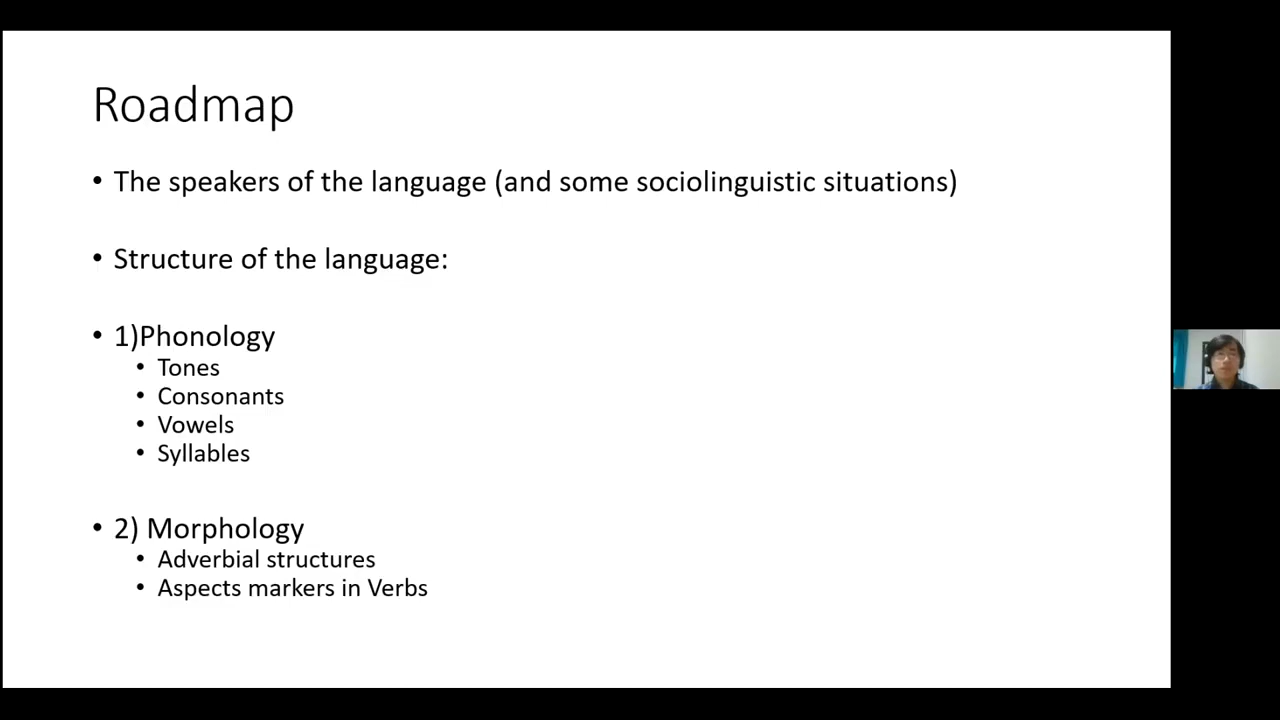 Roadmap
• The speakers of the language (and some sociolinguistic situations)
• Structure of the language:
• 1)Phonology
• Tones
• Consonants
• Vowels
• Syllables
• 2) Morphology
• Adverbial structures
• Aspects markers in Verbs